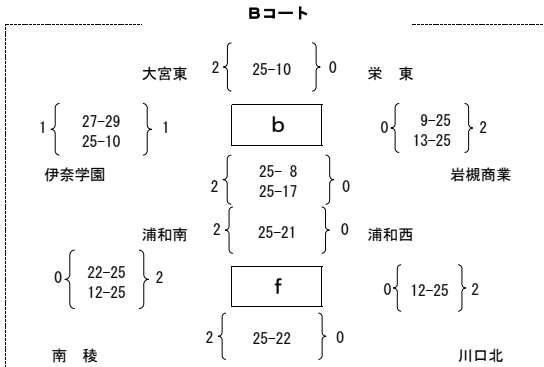 Bコート
大宮東 2 25-10 0 栄 東
1 27-29 1 b 0 9-25 2
25-10 13-25
伊奈学園 岩槻商業
2 25- 8 0
25-17
浦和南 2 25-21 0 浦和西
0 22-25 2 f 0 12-25 2
12-25
2 25-22 0
南 稜 川口北